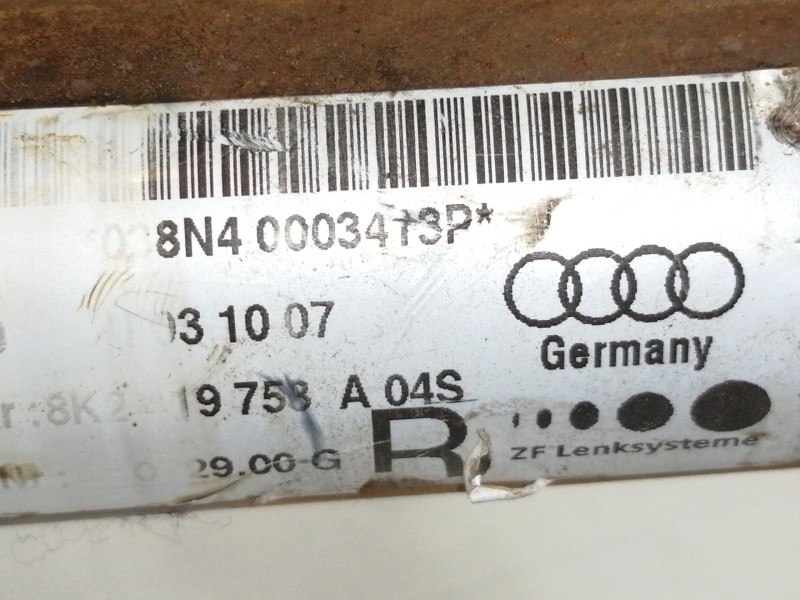 8N4 0003413P*
03 10 07
Germany
19 758 A 04S
R
29.00 G
ZF Lenksysteme